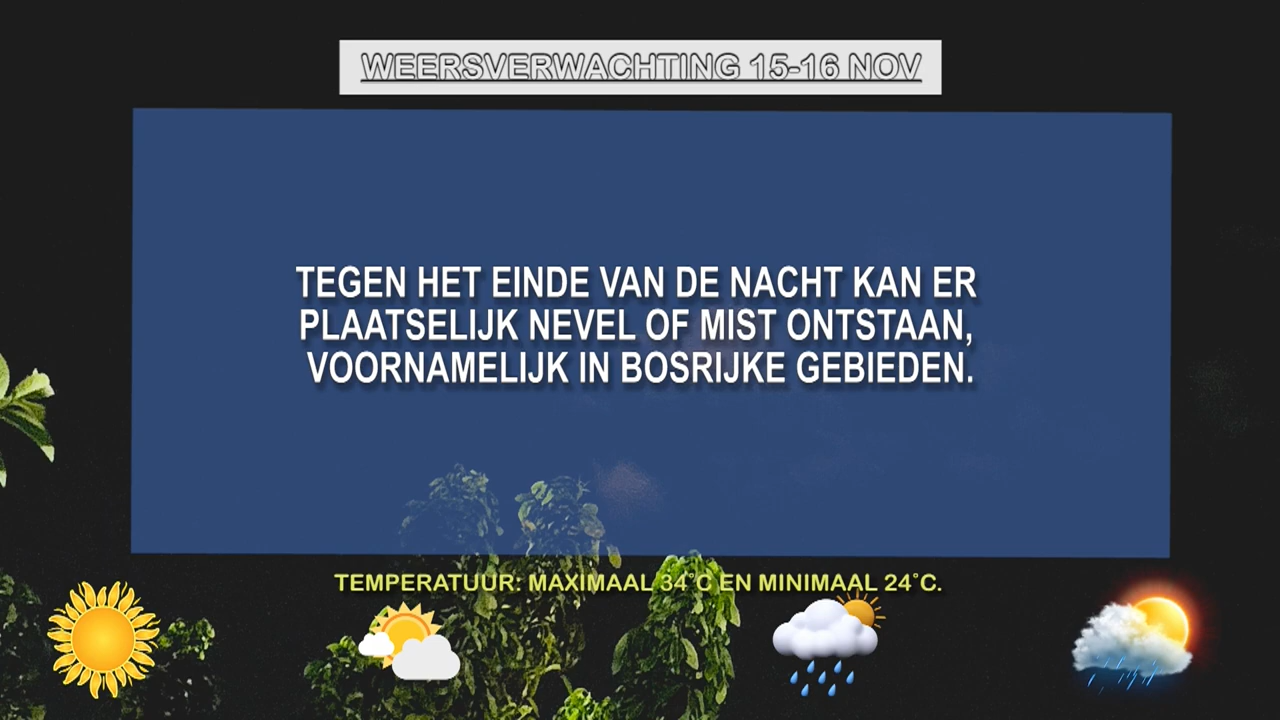 WEERSVERWACHTING 15-16 NOV
TEGEN HET EINDE VAN DE NACHT KAN ER
PLAATSELIJK NEVEL OF MIST ONTSTAAN,
VOORNAMELIJK IN BOSRIJKE GEBIEDEN.
TEMPERATUUR: MAXIMAAL 34°C EN MINIMAAL 24°C.